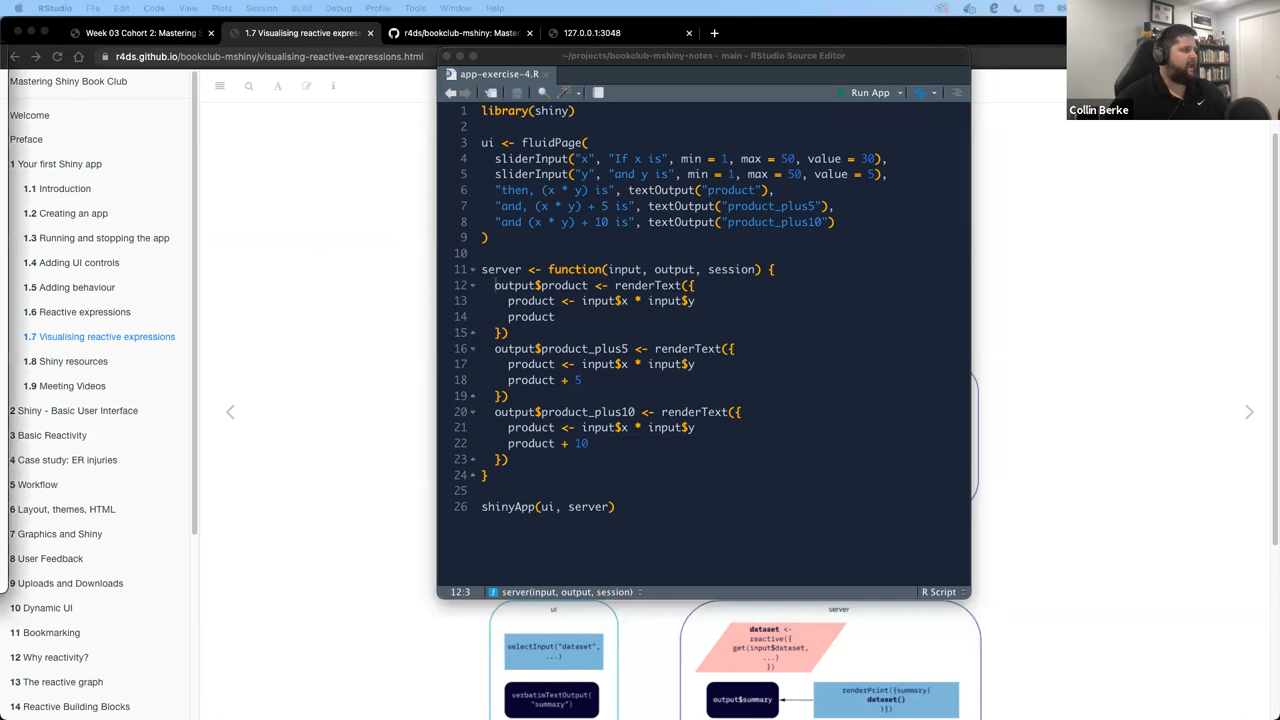 RStudio File Edit Code View Plots Session Build Debug Profile Tools Window Help
Week 03 Cohort 2: Mastering S
1.7 Visualising reactive expres
r4ds/bookclub-mshiny: Master
127.0.0.1:3048
r4ds.github.io/bookclub-mshiny/visualising-reactive-expressions.html
Mastering Shiny Book Club
Welcome
Preface
1 Your first Shiny app
1.1 Introduction
1.2 Creating an app
1.3 Running and stopping the app
1.4 Adding UI controls
1.5 Adding behaviour
1.6 Reactive expressions
1.7 Visualising reactive expressions
1.8 Shiny resources
1.9 Meeting Videos
2 Shiny - Basic User Interface
3 Basic Reactivity
4 Case study: ER injuries
5 Workflow
6 Layout, themes, HTML
7 Graphics and Shiny
8 User Feedback
9 Uploads and Downloads
10 Dynamic UI
11 Bookmarking
12 Why reactivity?
13 The reactive graph
14 Reactive Building Blocks
~/projects/bookclub-mshiny-notes - main - RStudio Source Editor
app-exercise-4.R
Run App
1 library(shiny)
2
3 ui <- fluidPage(
4 sliderInput("x", "If x is", min = 1, max = 50, value = 30),
5 sliderInput("y", "and y is", min = 1, max = 50, value = 5),
6 "then, (x * y) is", textOutput("product"),
7 "and, (x * y) + 5 is", textOutput("product_plus5"),
8 "and (x * y) + 10 is", textOutput("product_plus10")
9 )
10
11 server <- function(input, output, session) {
12 output$product <- renderText({
13 product <- input$x * input$y
14 product
15 })
16 output$product_plus5 <- renderText({
17 product <- input$x * input$y
18 product + 5
19 })
20 output$product_plus10 <- renderText({
21 product <- input$x * input$y
22 product + 10
23 })
24 }
25
26 shinyApp(ui, server)
12:3 server(input, output, session) R Script
ui
selectInput("dataset",
...)
verbatimTextOutput(
"summary")
server
dataset <-
reactive({
get(input$dataset,
...)
})
output$summary
renderPrint({summary(
dataset()
)})
Collin Berke